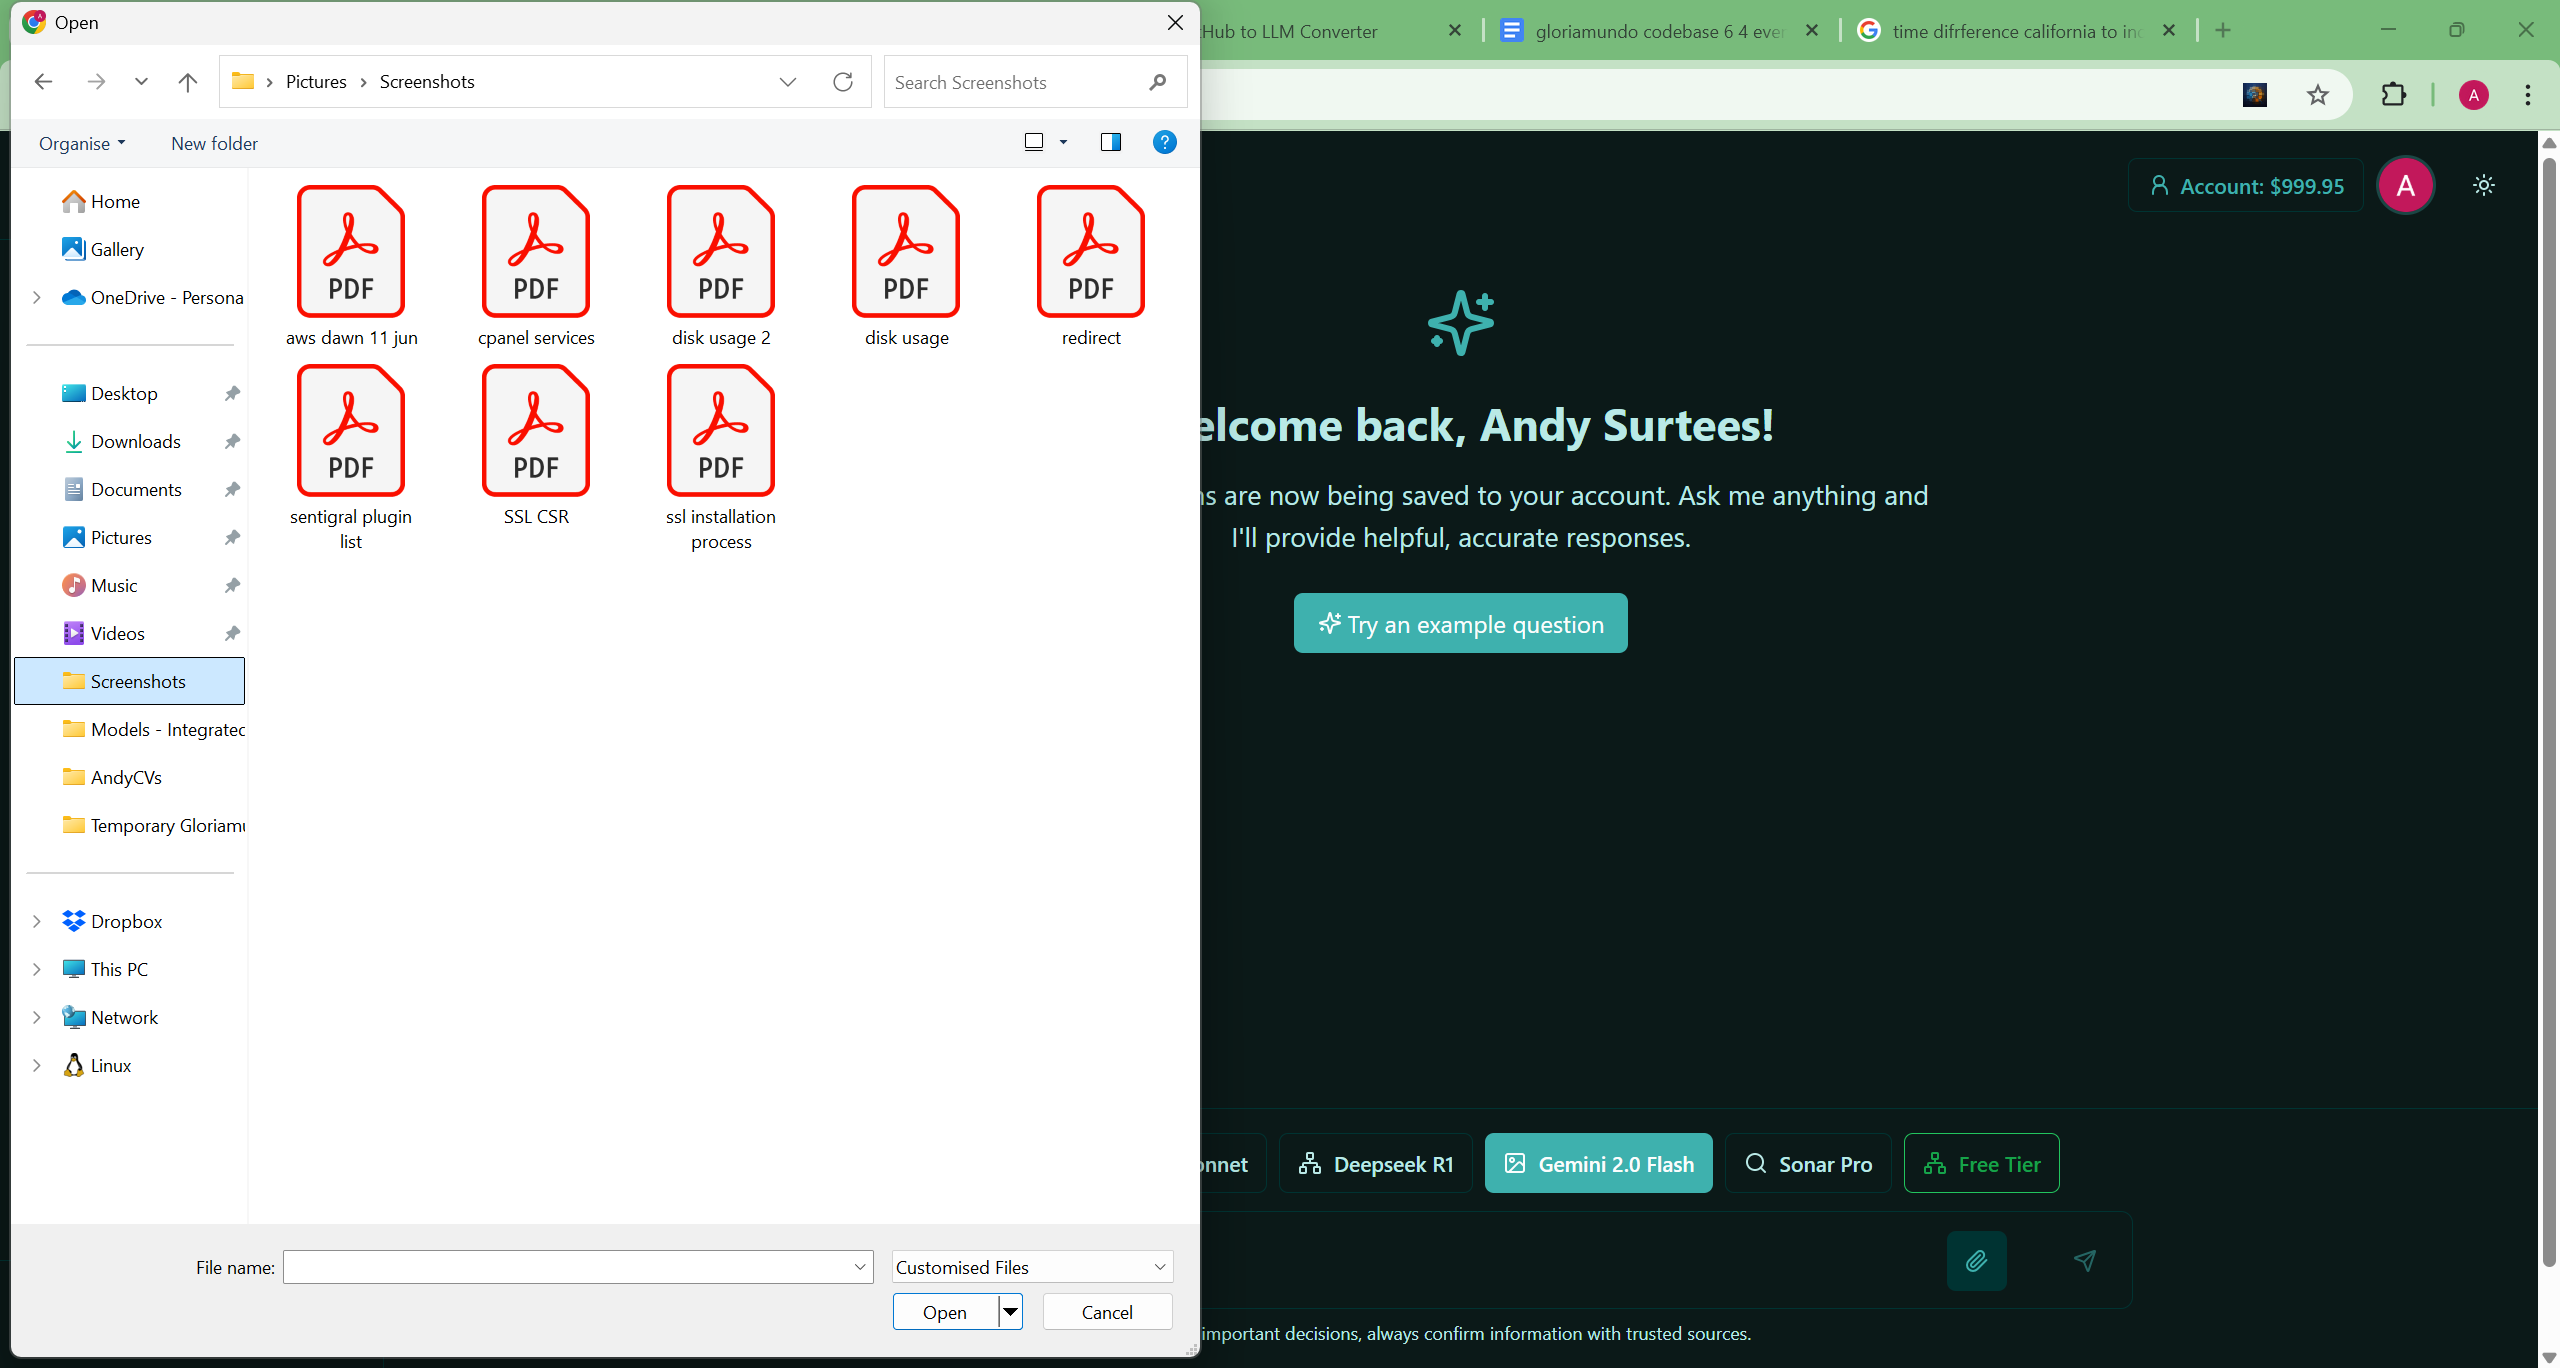 Open
Pictures
Screenshots
Search Screenshots
Organise
New folder
Home
Gallery
OneDrive - Persona
Desktop
Downloads
Documents
Pictures
Music
Videos
Screenshots
Models - Integratec
AndyCVs
Temporary Gloriamu
Dropbox
This PC
Network
Linux
PDF
aws dawn 11 jun
PDF
cpanel services
PDF
disk usage 2
PDF
disk usage
PDF
redirect
PDF
sentigral plugin
list
PDF
SSL CSR
PDF
ssl installation
process
File name:
Customised Files
Open
Cancel
Hub to LLM Converter
gloriamundo codebase 6 4 ever
time difrference california to inc
A
Account: $999.95
A
elcome back, Andy Surtees!
ns are now being saved to your account. Ask me anything and
I'll provide helpful, accurate responses.
Try an example question
onnet
Deepseek R1
Gemini 2.0 Flash
Sonar Pro
Free Tier
important decisions, always confirm information with trusted sources.